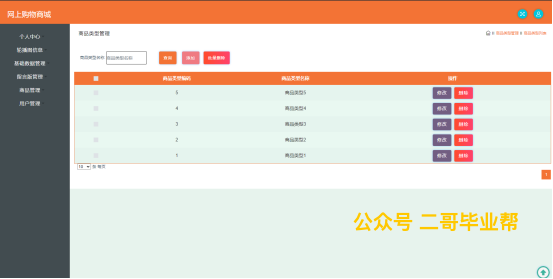 网上购物商城
个人中心
轮播图信息
基础数据管理
商品管理
用户管理
商品类型管理
商品类型管理
商品类型列表
商品类型名称 商品类型名称 查询 添加 批量删除
商品类型编码 商品类型名称 操作
5 商品类型5 修改 删除
4 商品类型4 修改 删除
3 商品类型3 修改 删除
2 商品类型2 修改 删除
1 商品类型1 修改 删除
10 条 每页
1
公众号 二哥毕业帮